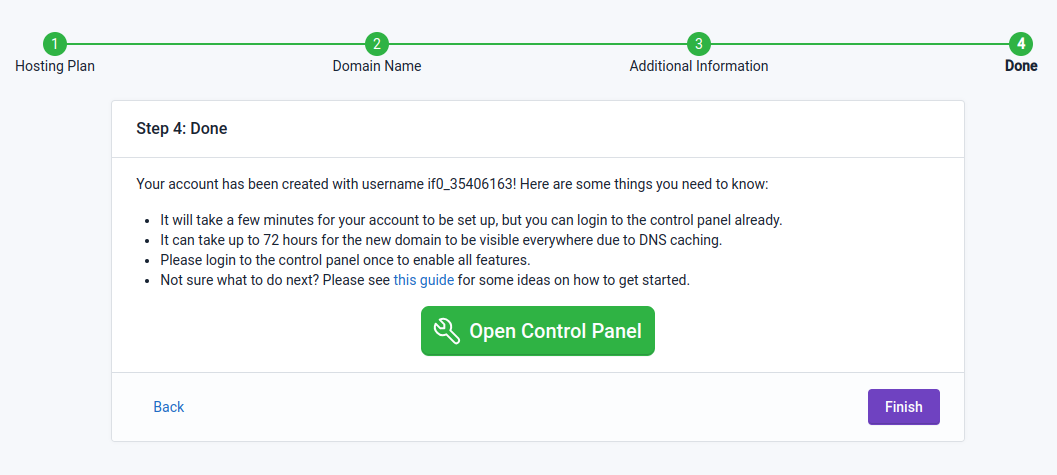 1
2
3
4
Hosting Plan
Domain Name
Additional Information
Done
Step 4: Done
Your account has been created with username if0_35406163! Here are some things you need to know:
It will take a few minutes for your account to be set up, but you can login to the control panel already.
It can take up to 72 hours for the new domain to be visible everywhere due to DNS caching.
Please login to the control panel once to enable all features.
Not sure what to do next? Please see this guide for some ideas on how to get started.
Open Control Panel
Back
Finish